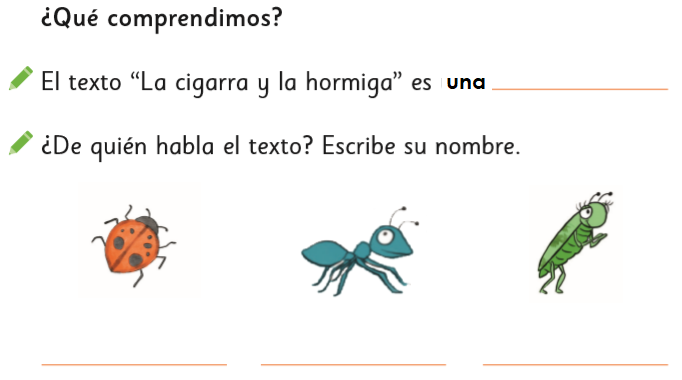 ¿Qué comprendimos?
El texto “La cigarra y la hormiga” es una
¿De quién habla el texto? Escribe su nombre.